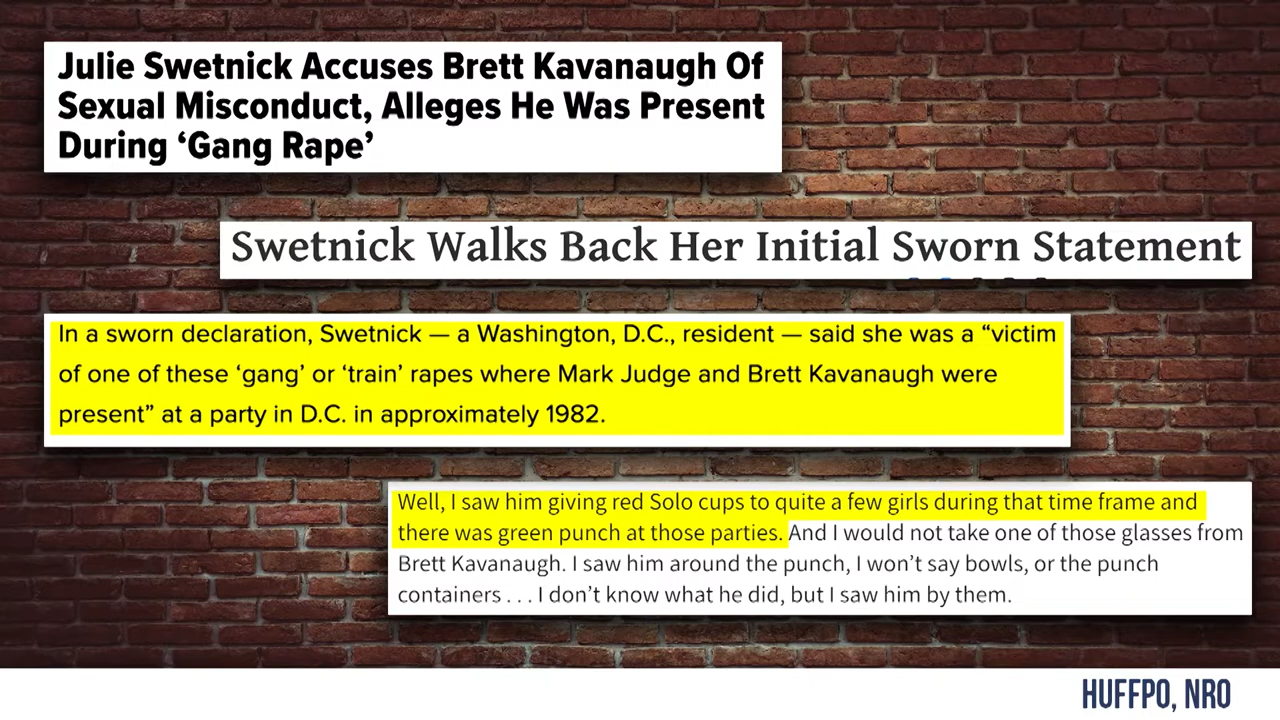 Julie Swetnick Accuses Brett Kavanaugh Of
Sexual Misconduct, Alleges He Was Present
During ‘Gang Rape’
Swetnick Walks Back Her Initial Sworn Statement
In a sworn declaration, Swetnick — a Washington, D.C., resident — said she was a “victim
of one of these ‘gang’ or ‘train’ rapes where Mark Judge and Brett Kavanaugh were
present” at a party in D.C. in approximately 1982.
Well, I saw him giving red Solo cups to quite a few girls during that time frame and
there was green punch at those parties. And I would not take one of those glasses from
Brett Kavanaugh. I saw him around the punch, I won’t say bowls, or the punch
containers . . . I don’t know what he did, but I saw him by them.
HUFFPO, NRO